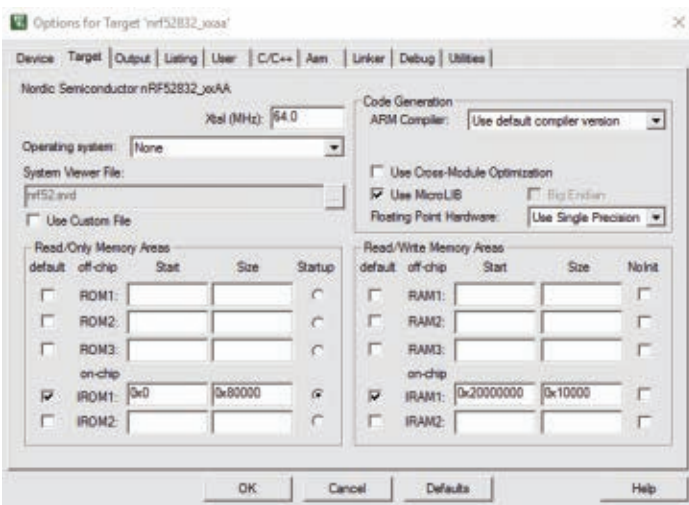 Options for Target 'nrf52832_xxaa'
Device Target Output Listing User C/C++ Asm Linker Debug Utilities
Nordic Semiconductor nRF52832_xxAA
Xtal (MHz): 64.0
Operating system: None
System Viewer File:
nrf52.svd
...
Use Custom File
Code Generation
ARM Compiler: Use default compiler version
Use Cross-Module Optimization
Use MicroLIB Big Endian
Floating Point Hardware: Use Single Precision
Read/Only Memory Areas
default off-chip Start Size Startup
ROM1:
ROM2:
ROM3:
on-chip
IROM1: 0x0 0x80000
IROM2:
Read/Write Memory Areas
default off-chip Start Size NoInit
RAM1:
RAM2:
RAM3:
on-chip
IRAM1: 0x20000000 0x10000
IRAM2:
OK Cancel Defaults Help